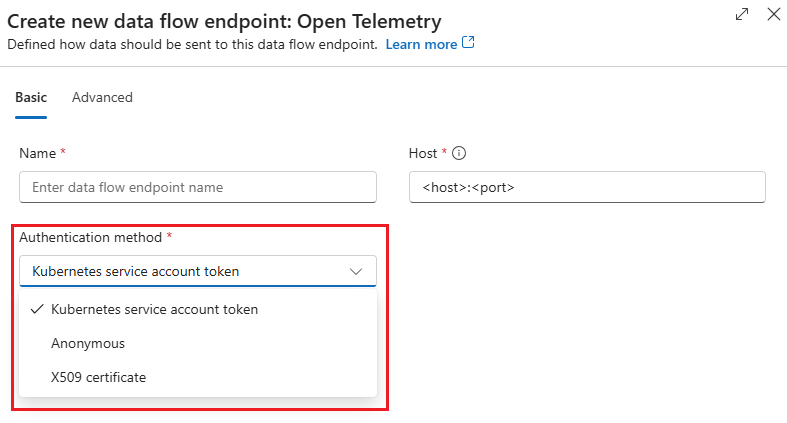 Create new data flow endpoint: Open Telemetry
Defined how data should be sent to this data flow endpoint. Learn more
Basic Advanced
Name *
Enter data flow endpoint name
Host *
<host>:<port>
Authentication method *
Kubernetes service account token
Kubernetes service account token
Anonymous
X509 certificate